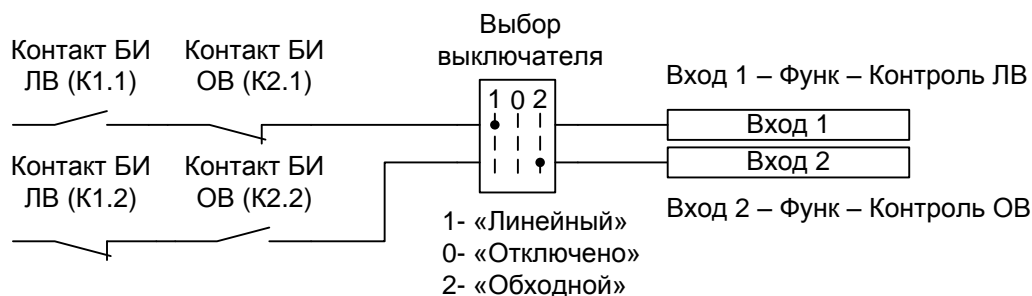 Выбор
выключателя
Контакт БИ
ЛВ (К1.1)
Контакт БИ
ОВ (К2.1)
1 0 2
Вход 1 – Функ – Контроль ЛВ
Вход 1
Вход 2
Вход 2 – Функ – Контроль ОВ
Контакт БИ
ЛВ (К1.2)
Контакт БИ
ОВ (К2.2)
1- «Линейный»
0- «Отключено»
2- «Обходной»